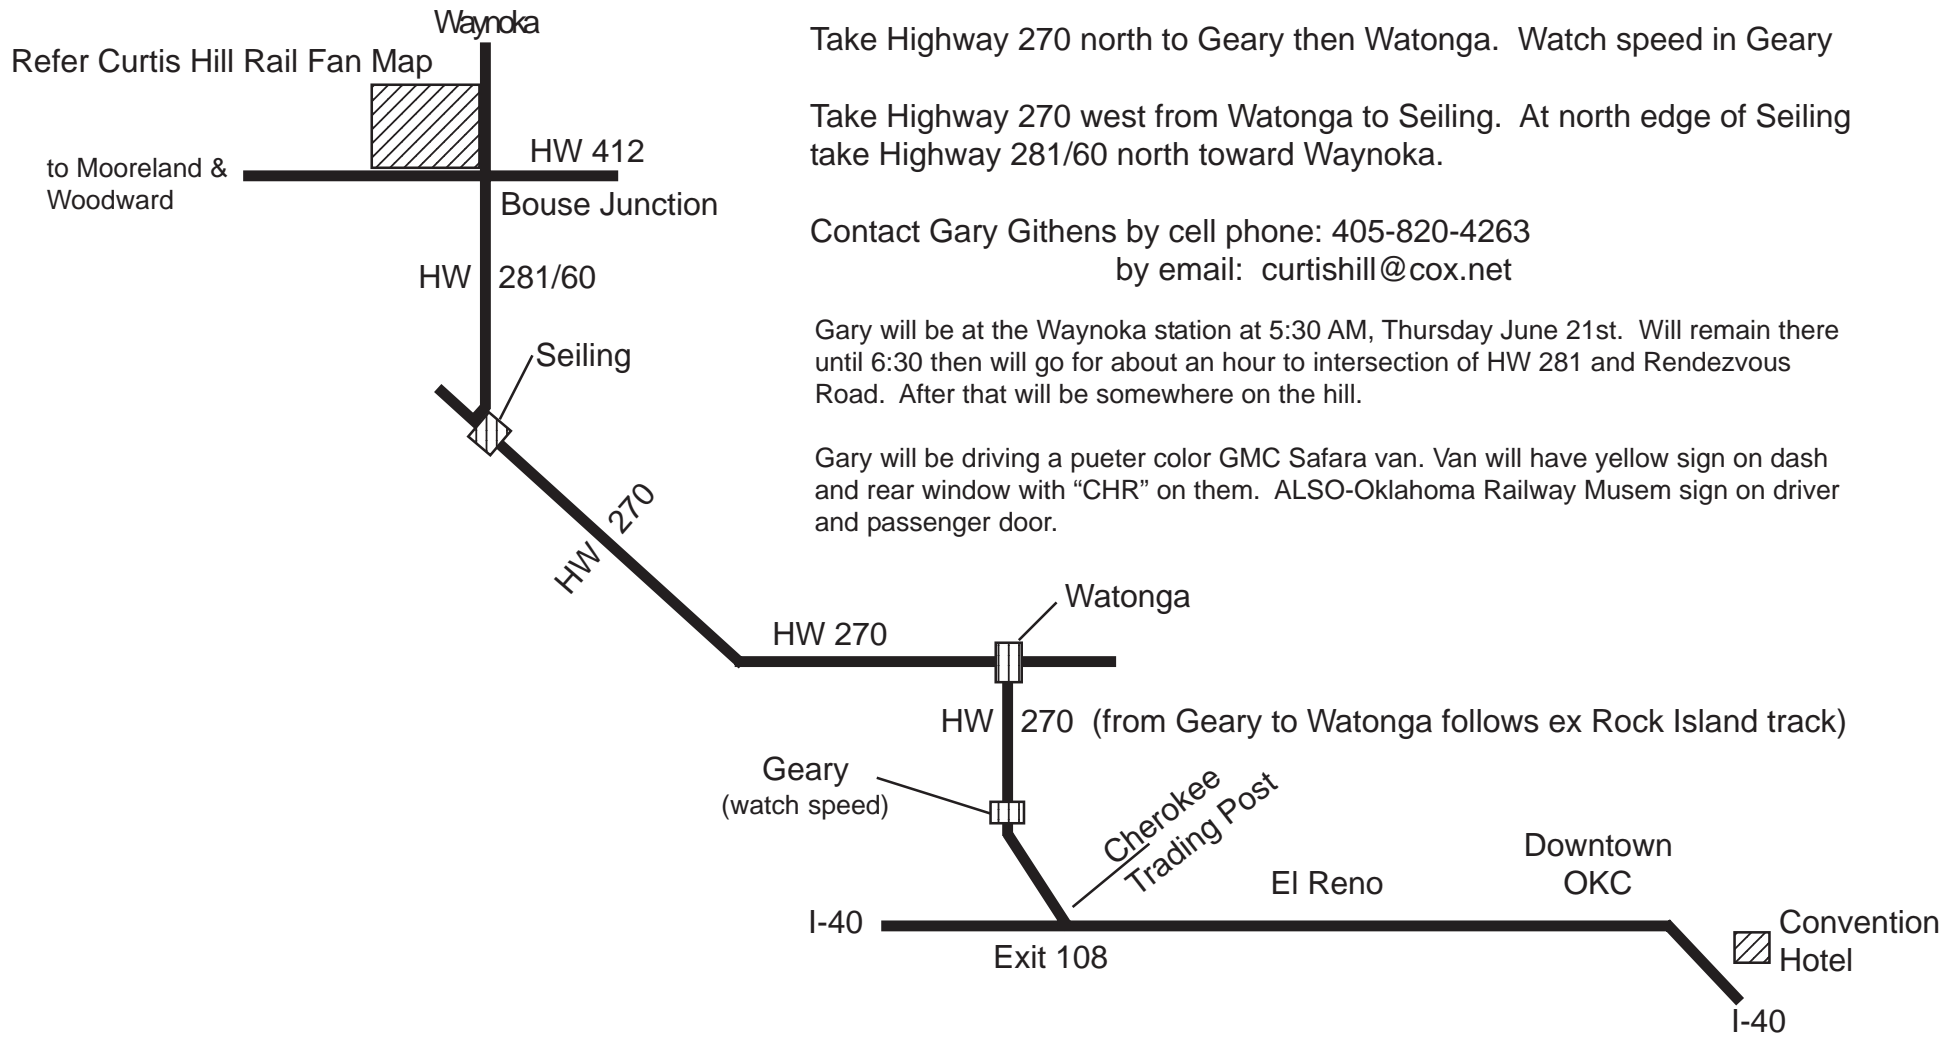 Waynoka
Refer Curtis Hill Rail Fan Map
HW 412
to Mooreland &
Woodward
Bouse Junction
HW 281/60
Seiling
HW 270
Take Highway 270 north to Geary then Watonga. Watch speed in Geary
Take Highway 270 west from Watonga to Seiling. At north edge of Seiling
take Highway 281/60 north toward Waynoka.
Contact Gary Githens by cell phone: 405-820-4263
by email: curtishill@cox.net
Gary will be at the Waynoka station at 5:30 AM, Thursday June 21st. Will remain there
until 6:30 then will go for about an hour to intersection of HW 281 and Rendezvous
Road. After that will be somewhere on the hill.
Gary will be driving a pueter color GMC Safara van. Van will have yellow sign on dash
and rear window with “CHR” on them. ALSO-Oklahoma Railway Musem sign on driver
and passenger door.
Watonga
HW 270
HW 270 (from Geary to Watonga follows ex Rock Island track)
Geary
(watch speed)
Cherokee
Trading Post
El Reno
Downtown
OKC
I-40
Exit 108
Convention
Hotel
I-40